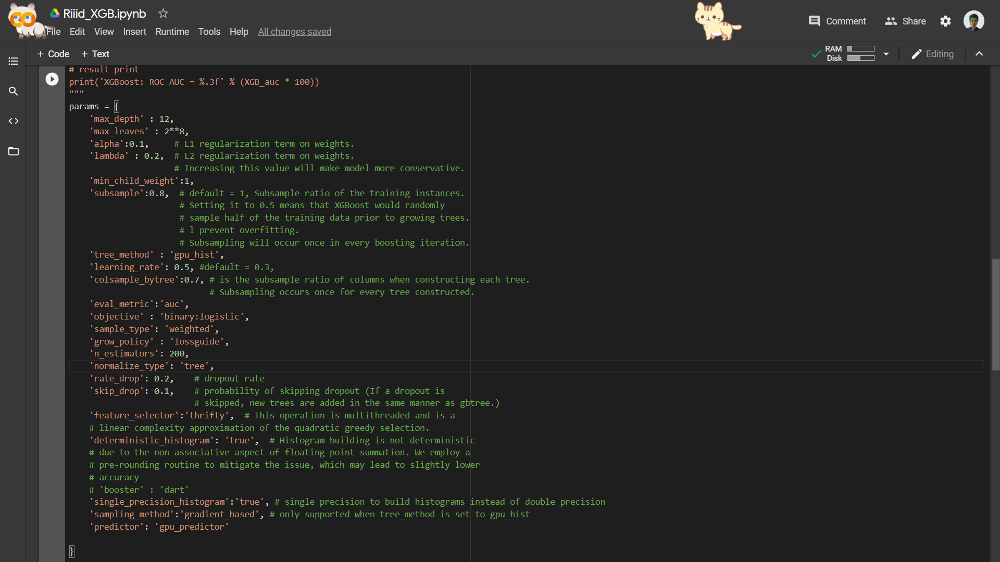 Riiid_XGB.ipynb
File Edit View Insert Runtime Tools Help All changes saved
Comment Share
+ Code + Text
RAM
Disk
Editing
# result print
print('XGBoost: ROC AUC = %.3f' % (XGB_auc * 100))
"""
params = {
'max_depth' : 12,
'max_leaves' : 2**8,
'alpha':0.1, # L1 regularization term on weights.
'lambda' : 0.2, # L2 regularization term on weights.
# Increasing this value will make model more conservative.
'min_child_weight':1,
'subsample':0.8, # default = 1, Subsample ratio of the training instances.
# Setting it to 0.5 means that XGBoost would randomly
# sample half of the training data prior to growing trees.
# l prevent overfitting.
# Subsampling will occur once in every boosting iteration.
'tree_method' : 'gpu_hist',
'learning_rate': 0.5, #default = 0.3,
'colsample_bytree':0.7, # is the subsample ratio of columns when constructing each tree.
# Subsampling occurs once for every tree constructed.
'eval_metric':'auc',
'objective' : 'binary:logistic',
'sample_type': 'weighted',
'grow_policy' : 'lossguide',
'n_estimators': 200,
'normalize_type': 'tree',
'rate_drop': 0.2, # dropout rate
'skip_drop': 0.1, # probability of skipping dropout (If a dropout is
# skipped, new trees are added in the same manner as gbtree.)
'feature_selector':'thrifty', # This operation is multithreaded and is a
# linear complexity approximation of the quadratic greedy selection.
'deterministic_histogram': 'true', # Histogram building is not deterministic
# due to the non-associative aspect of floating point summation. We employ a
# pre-rounding routine to mitigate the issue, which may lead to slightly lower
# accuracy
# 'booster' : 'dart'
'single_precision_histogram':'true', # single precision to build histograms instead of double precision
'sampling_method':'gradient_based', # only supported when tree_method is set to gpu_hist
'predictor': 'gpu_predictor'
}